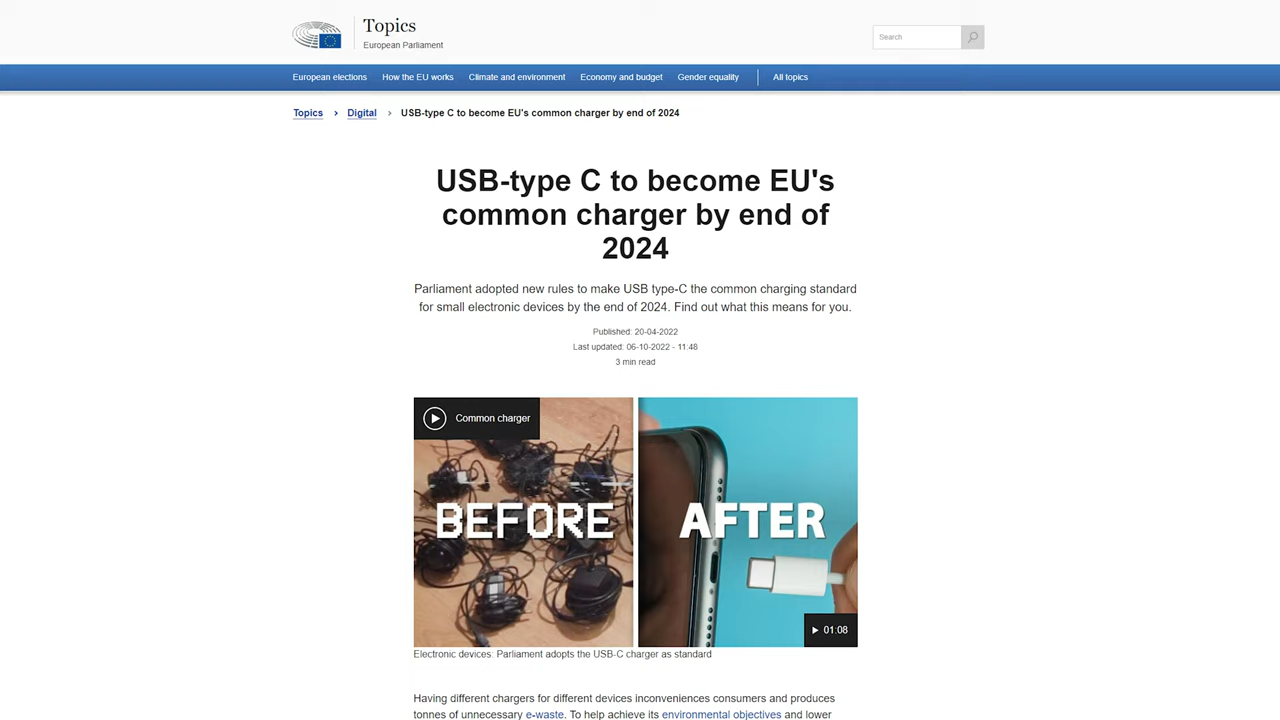 Topics
European Parliament
Search
European elections How the EU works Climate and environment Economy and budget Gender equality All topics
Topics › Digital › USB-type C to become EU's common charger by end of 2024
USB-type C to become EU's
common charger by end of
2024
Parliament adopted new rules to make USB type-C the common charging standard
for small electronic devices by the end of 2024. Find out what this means for you.
Published: 20-04-2022
Last updated: 06-10-2022 - 11:48
3 min read
Common charger
BEFORE AFTER
01:08
Electronic devices: Parliament adopts the USB-C charger as standard
Having different chargers for different devices inconveniences consumers and produces
tonnes of unnecessary e-waste. To help achieve its environmental objectives and lower